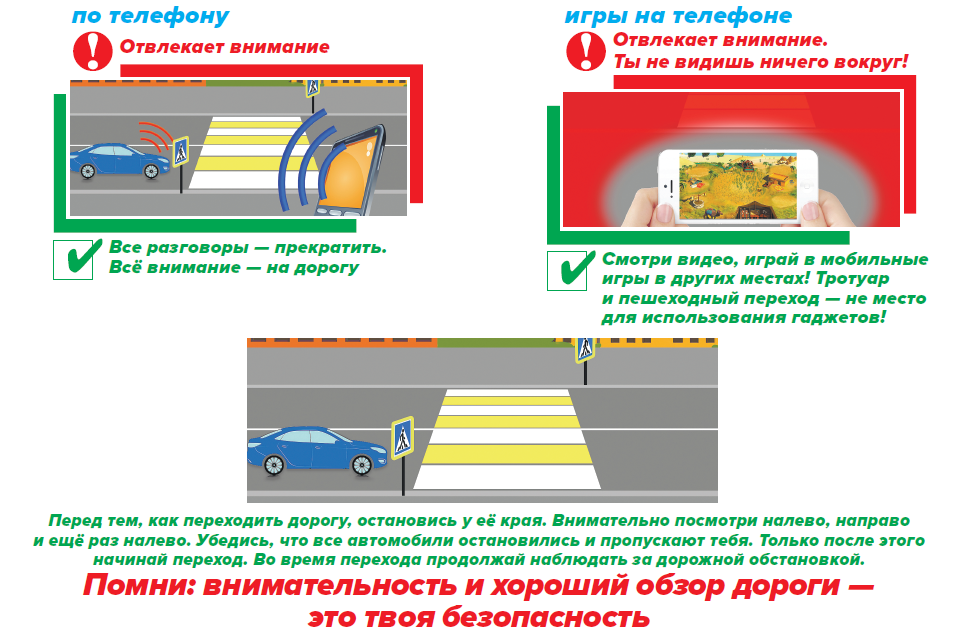 по телефону
Отвлекает внимание
Все разговоры — прекратить.
Всё внимание — на дорогу
игры на телефоне
Отвлекает внимание.
Ты не видишь ничего вокруг!
Смотри видео, играй в мобильные
игры в других местах! Тротуар
и пешеходный переход — не место
для использования гаджетов!
Перед тем, как переходить дорогу, остановись у её края. Внимательно посмотри налево, направо
и ещё раз налево. Убедись, что все автомобили остановились и пропускают тебя. Только после этого
начинай переход. Во время перехода продолжай наблюдать за дорожной обстановкой.
Помни: внимательность и хороший обзор дороги —
это твоя безопасность